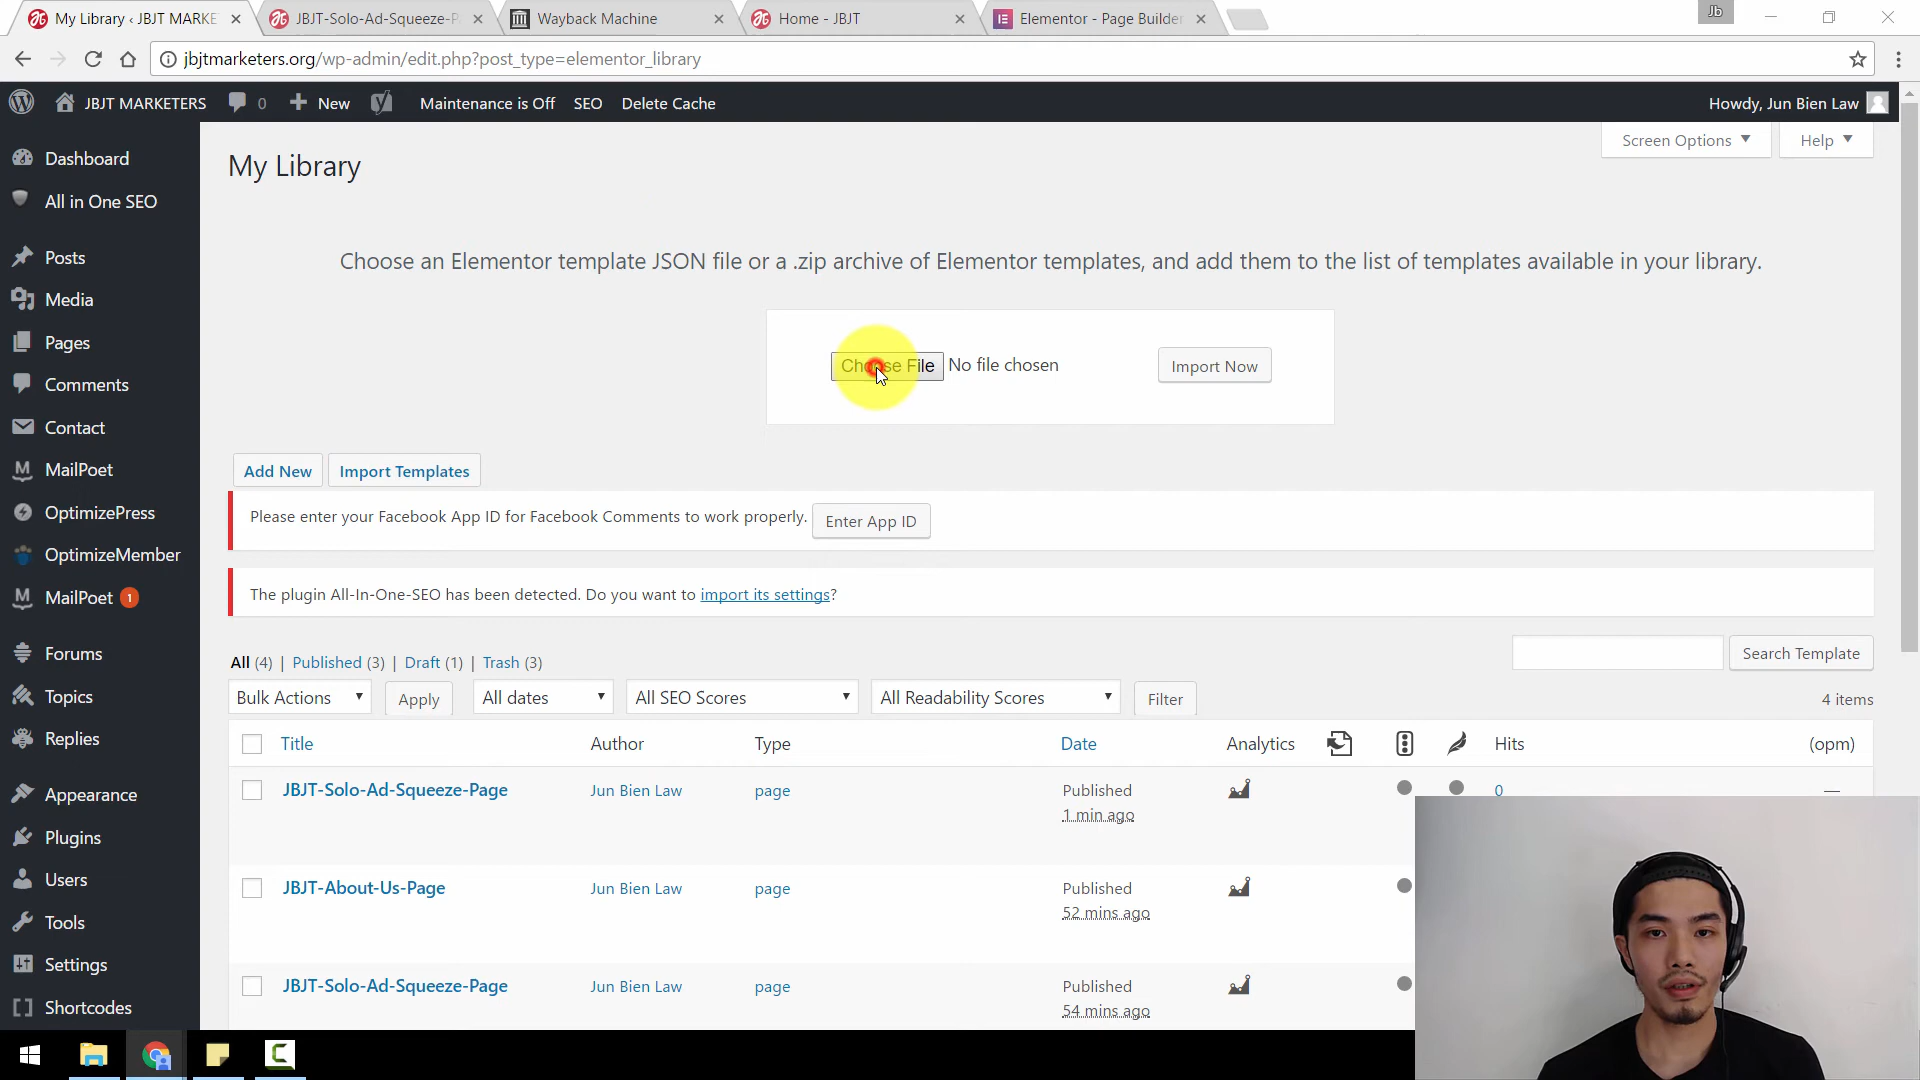 My Library ‹ JBJT MARKE
JBJT-Solo-Ad-Squeeze-P
Wayback Machine
Home - JBJT
Elementor - Page Builder
Jb
jbjtmarketers.org/wp-admin/edit.php?post_type=elementor_library
JBJT MARKETERS
0
New
Maintenance is Off
SEO
Delete Cache
Howdy, Jun Bien Law
Dashboard
All in One SEO
Posts
Media
Pages
Comments
Contact
MailPoet
OptimizePress
OptimizeMember
MailPoet 1
Forums
Topics
Replies
Appearance
Plugins
Users
Tools
Settings
Shortcodes
Screen Options
Help
My Library
Choose an Elementor template JSON file or a .zip archive of Elementor templates, and add them to the list of templates available in your library.
Choose File No file chosen
Import Now
Add New
Import Templates
Please enter your Facebook App ID for Facebook Comments to work properly. Enter App ID
The plugin All-In-One-SEO has been detected. Do you want to import its settings?
All (4) | Published (3) | Draft (1) | Trash (3)
Search Template
Bulk Actions
Apply
All dates
All SEO Scores
All Readability Scores
Filter
4 items
Title Author Type Date Analytics Hits (opm)
JBJT-Solo-Ad-Squeeze-Page Jun Bien Law page Published 0 —
1 min ago
JBJT-About-Us-Page Jun Bien Law page Published
52 mins ago
JBJT-Solo-Ad-Squeeze-Page Jun Bien Law page Published
54 mins ago